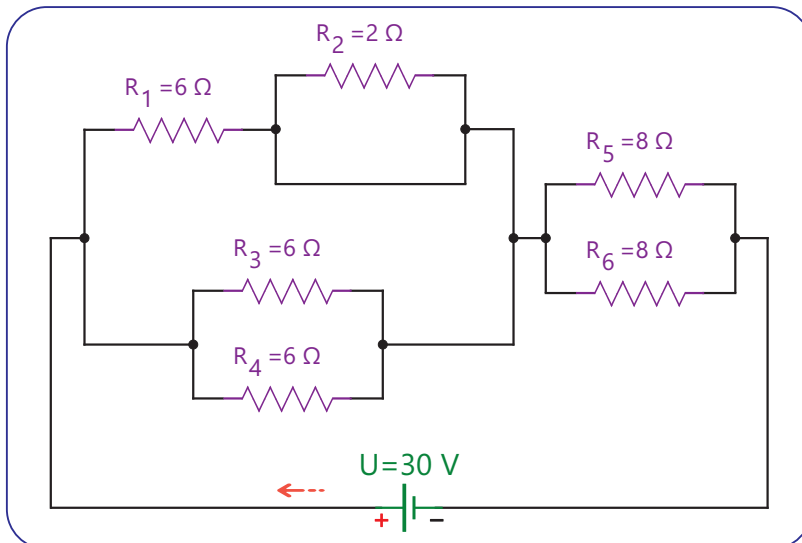 R2 =2 Ω
R1 =6 Ω
R5 =8 Ω
R3 =6 Ω
R6 =8 Ω
R4 =6 Ω
U=30 V
+ −